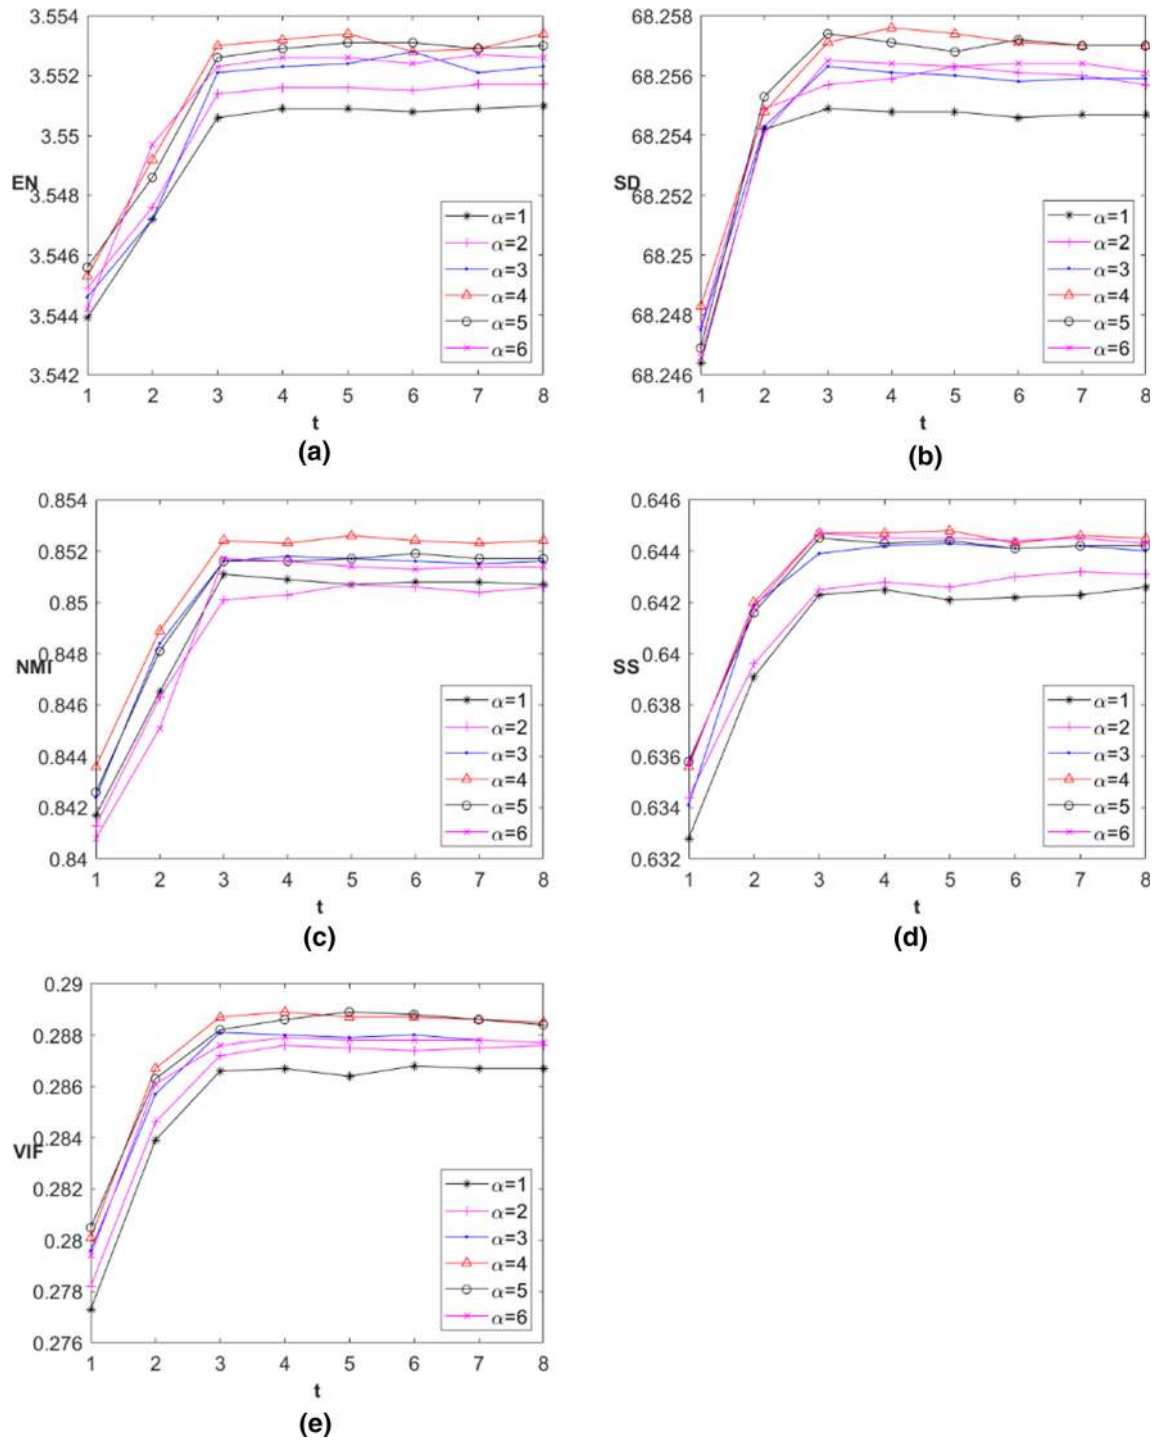 3.554
3.552
3.55
3.548
EN
3.546
3.544
3.542
1 2 3 4 5 6 7 8
t
α=1
α=2
α=3
α=4
α=5
α=6
(a)
68.258
68.256
68.254
68.252
SD
68.25
68.248
68.246
1 2 3 4 5 6 7 8
t
α=1
α=2
α=3
α=4
α=5
α=6
(b)
0.854
0.852
0.85
0.848
NMI
0.846
0.844
0.842
0.84
1 2 3 4 5 6 7 8
t
α=1
α=2
α=3
α=4
α=5
α=6
(c)
0.646
0.644
0.642
0.64
SS
0.638
0.636
0.634
0.632
1 2 3 4 5 6 7 8
t
α=1
α=2
α=3
α=4
α=5
α=6
(d)
0.29
0.288
0.286
0.284
VIF
0.282
0.28
0.278
0.276
1 2 3 4 5 6 7 8
t
α=1
α=2
α=3
α=4
α=5
α=6
(e)